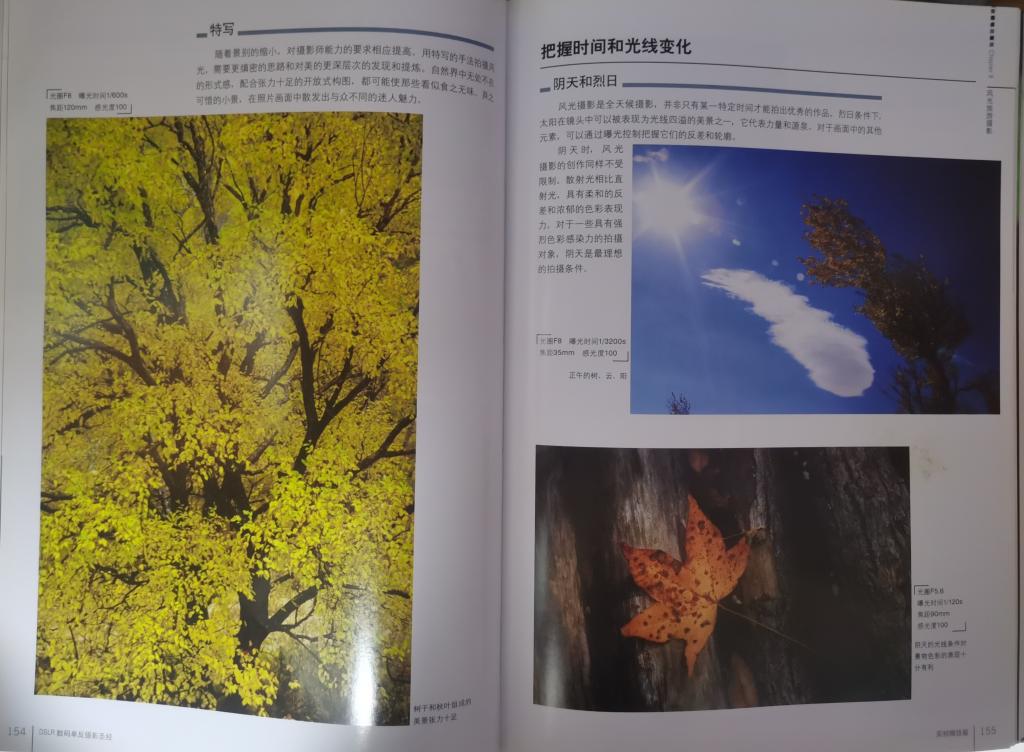 特写
随着景别的缩小，对摄影师能力的要求相应提高。用特写的手法拍摄风
光，需要更缜密的思路和对美的更深层次的发现和提炼。自然界中无处不在
的形式感，配合张力十足的开放式构图，都可能使那些看似食之无味、弃之
可惜的小景，在照片画面中散发出与众不同的迷人魅力。
光圈F8 曝光时间1/600s
焦距120mm 感光度100
树干和秋叶组成的
美景张力十足
154
DSLR 数码单反摄影圣经
把握时间和光线变化
阴天和烈日
风光摄影是全天候摄影，并非只有某一特定时间才能拍出优秀的作品。烈日条件下，
太阳在镜头中可以被表现为光线四溢的美景之一，它代表力量和源泉。对于画面中的其他
元素，可以通过曝光控制把握它们的反差和轮廓。
阴天时，风光
摄影的创作同样不受
限制，散射光相比直
射光，具有柔和的反
差和浓郁的色彩表现
力。对于一些具有强
烈色彩感染力的拍摄
对象，阴天是最理想
的拍摄条件。
光圈F8 曝光时间1/3200s
焦距35mm 感光度100
正午的树、云、阳
光圈F5.6
曝光时间1/120s
焦距90mm
感光度100
阴天的光线条件对
景物色彩的表现十
分有利
Chapter
风光旅游摄影
155